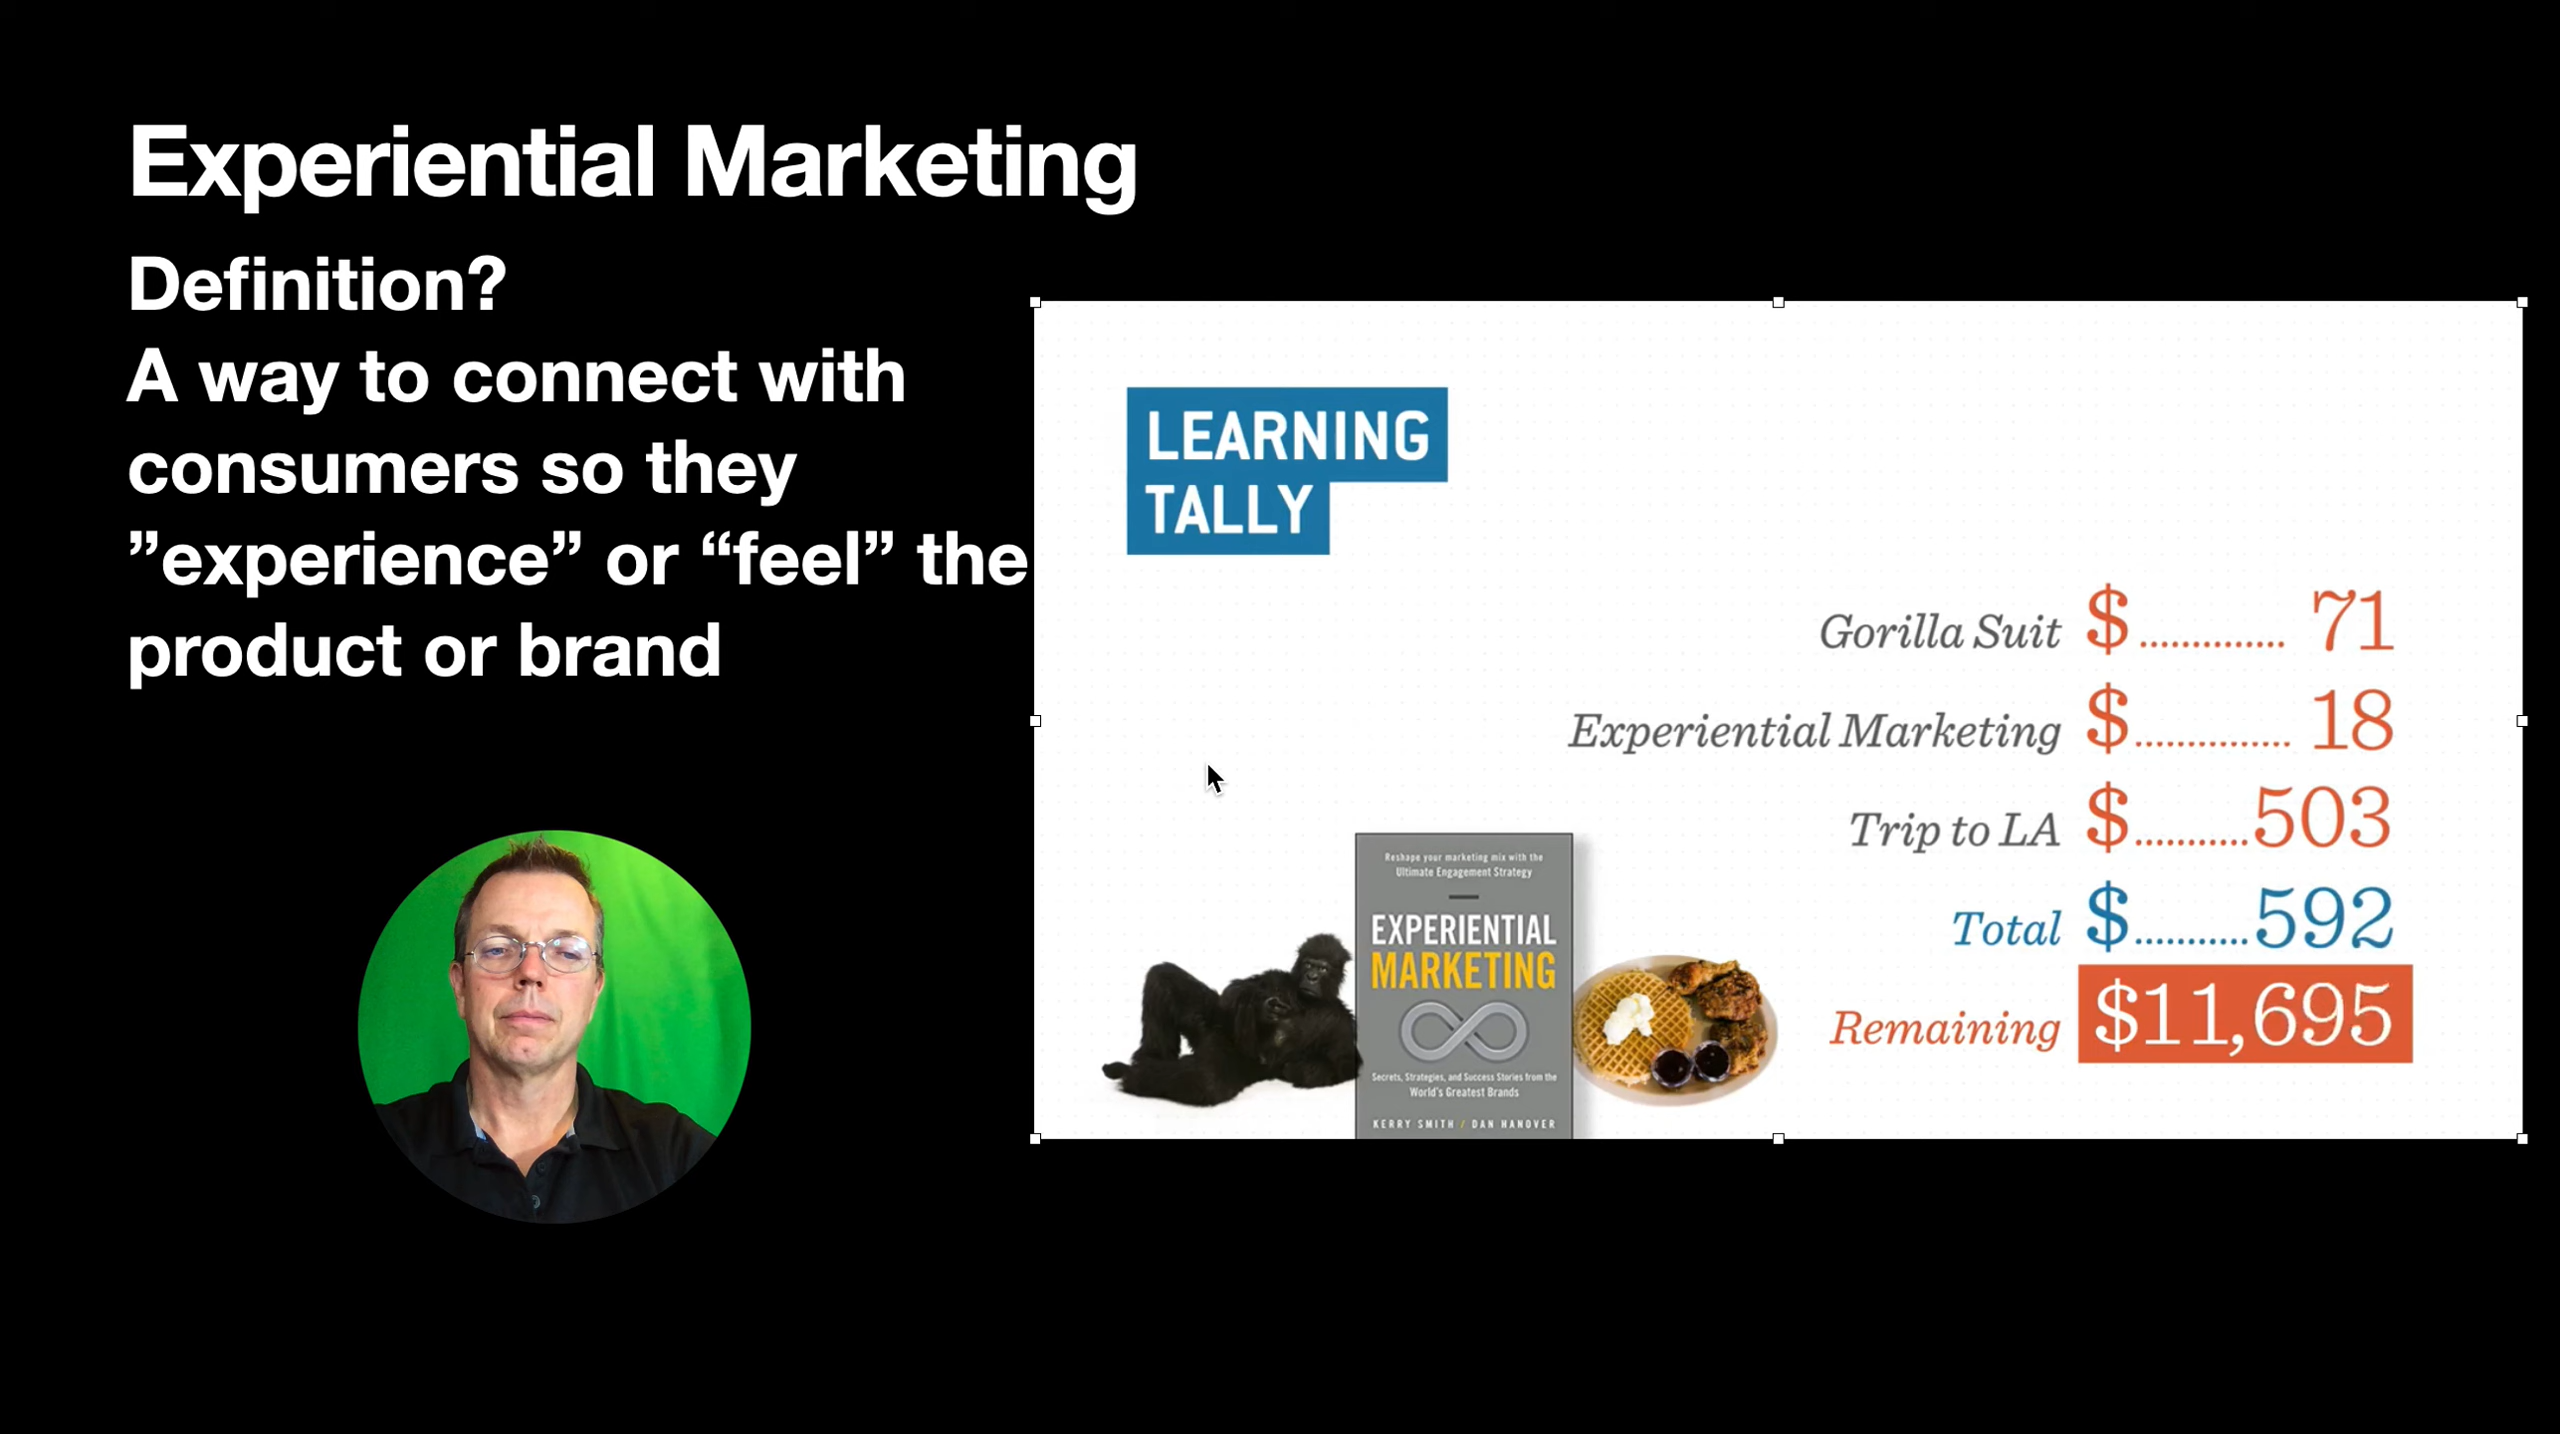 Experiential Marketing
Definition?
A way to connect with
consumers so they
”experience” or “feel” the
product or brand
LEARNING
TALLY
Gorilla Suit $ .............. 71
Experiential Marketing $ ............... 18
Trip to LA $...........503
Total $...........592
Remaining $11,695
Reshape your marketing mix with the
Ultimate Engagement Strategy
EXPERIENTIAL
MARKETING
Secrets, Strategies, and Success Stories from the
World's Greatest Brands
KERRY SMITH / DAN HANOVER